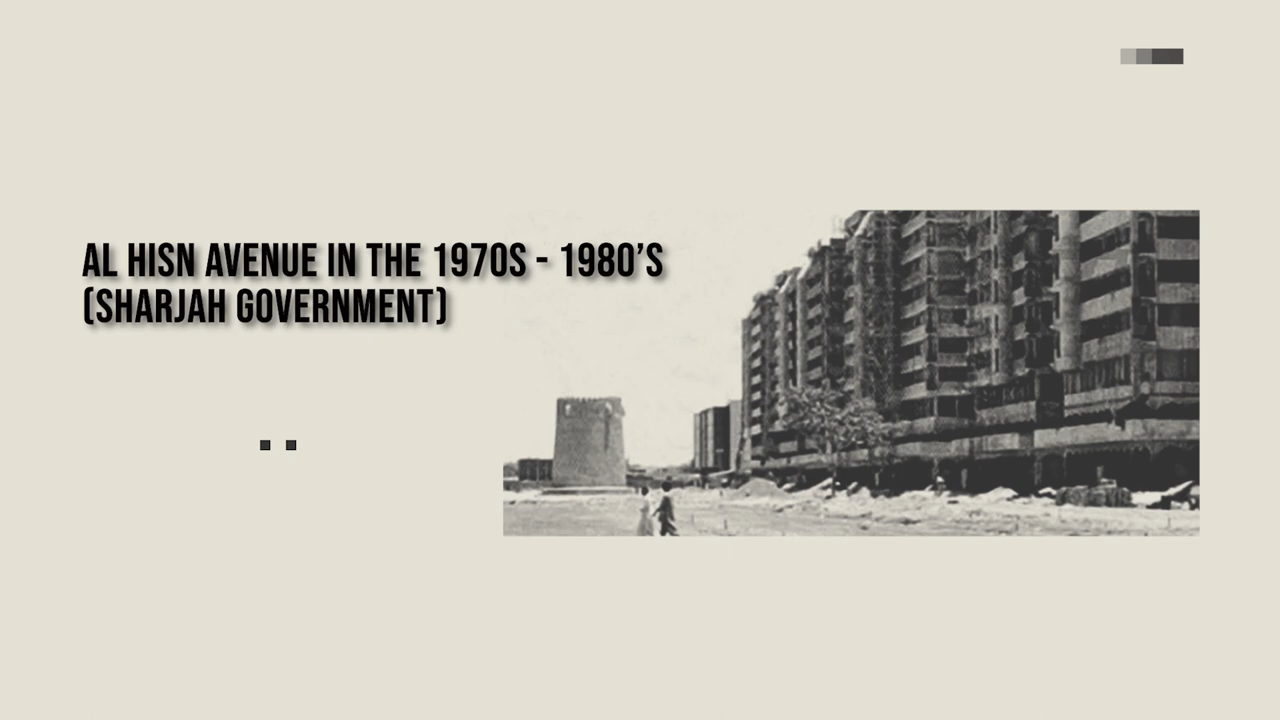 AL HISN AVENUE IN THE 1970S - 1980'S
(SHARJAH GOVERNMENT)